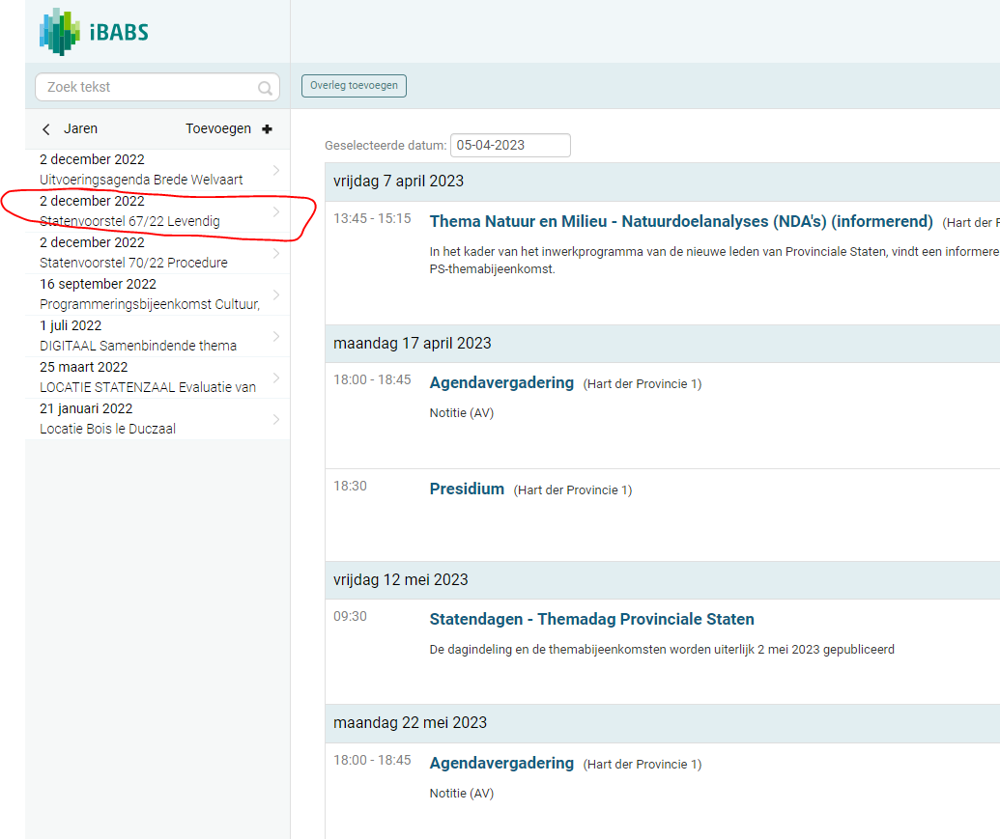 iBABS
Zoek tekst
Overleg toevoegen
Jaren
Toevoegen
2 december 2022
Uitvoeringsagenda Brede Welvaart
2 december 2022
Statenvoorstel 67/22 Levendig
2 december 2022
Statenvoorstel 70/22 Procedure
16 september 2022
Programmeringsbijeenkomst Cultuur,
1 juli 2022
DIGITAAL Samenbindende thema
25 maart 2022
LOCATIE STATENZAAL Evaluatie van
21 januari 2022
Locatie Bois le Duczaal
Geselecteerde datum: 05-04-2023
vrijdag 7 april 2023
13:45 - 15:15 Thema Natuur en Milieu - Natuurdoelanalyses (NDA's) (informerend) (Hart der
In het kader van het inwerkprogramma van de nieuwe leden van Provinciale Staten, vindt een informere
PS-themabijeenkomst.
maandag 17 april 2023
18:00 - 18:45 Agendavergadering (Hart der Provincie 1)
Notitie (AV)
18:30 Presidium (Hart der Provincie 1)
vrijdag 12 mei 2023
09:30 Statendagen - Themadag Provinciale Staten
De dagindeling en de themabijeenkomsten worden uiterlijk 2 mei 2023 gepubliceerd
maandag 22 mei 2023
18:00 - 18:45 Agendavergadering (Hart der Provincie 1)
Notitie (AV)